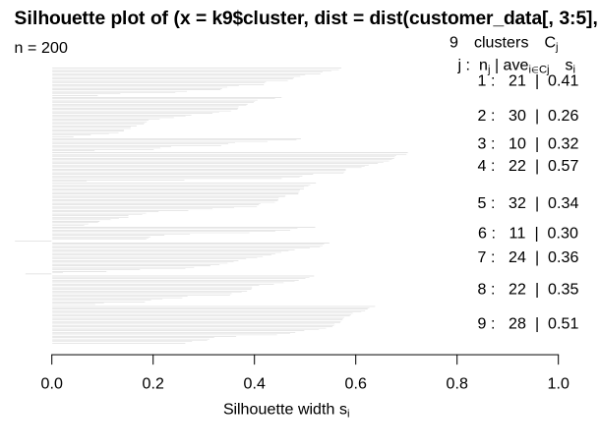 Silhouette plot of (x = k9$cluster, dist = dist(customer_data[, 3:5],
n = 200
9 clusters Cj
j : nj | avei∈Cj si
1 : 21 | 0.41
2 : 30 | 0.26
3 : 10 | 0.32
4 : 22 | 0.57
5 : 32 | 0.34
6 : 11 | 0.30
7 : 24 | 0.36
8 : 22 | 0.35
9 : 28 | 0.51
0.0 0.2 0.4 0.6 0.8 1.0
Silhouette width si